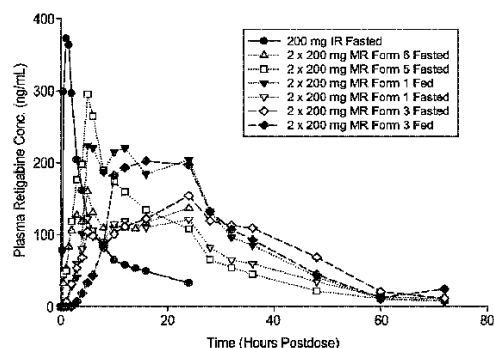 400
300
200
100
0
0
20
40
60
80
Plasma Retigabine Conc. (ng/mL)
Time (Hours Postdose)
200 mg IR Fasted
2 x 200 mg MR Form 6 Fasted
2 x 200 mg MR Form 5 Fasted
2 x 200 mg MR Form 1 Fed
2 x 200 mg MR Form 1 Fasted
2 x 200 mg MR Form 3 Fasted
2 x 200 mg MR Form 3 Fed